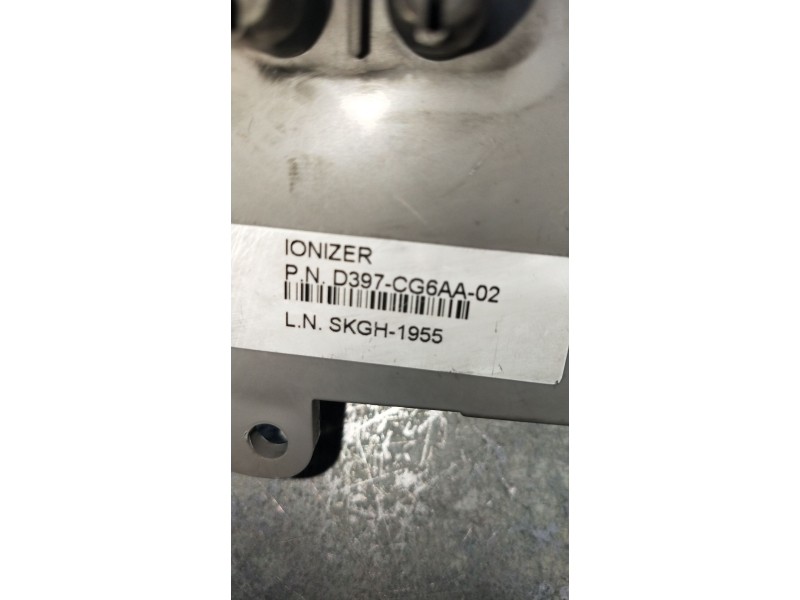 IONIZER
P.N. D397-CG6AA-02
L.N. SKGH-1955